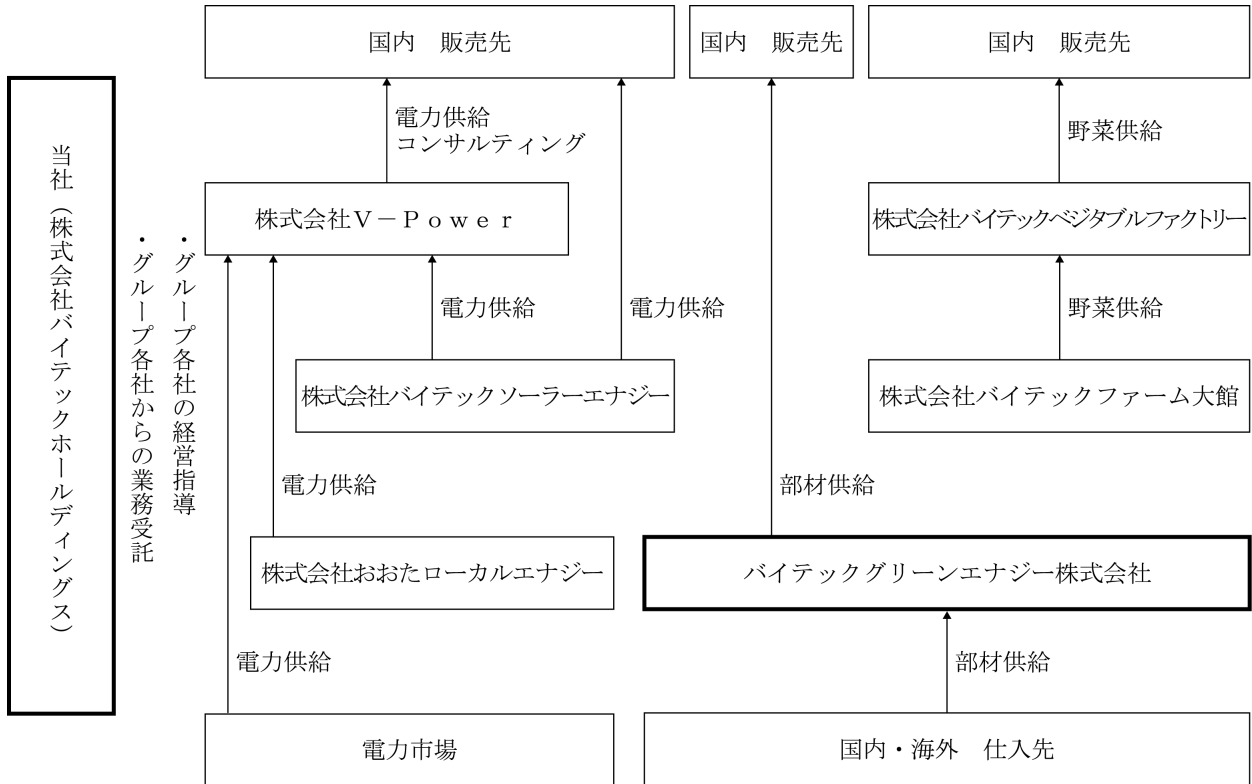 国内　販売先
国内　販売先
国内　販売先
電力供給
コンサルティング
野菜供給
当社（株式会社バイテックホールディングス）
・グループ各社の経営指導
・グループ各社からの業務受託
株式会社Ｖ－Ｐｏｗｅｒ
株式会社バイテックベジタブルファクトリー
電力供給
電力供給
野菜供給
株式会社バイテックソーラーエナジー
株式会社バイテックファーム大館
電力供給
部材供給
株式会社おおたローカルエナジー
バイテックグリーンエナジー株式会社
電力供給
部材供給
電力市場
国内・海外　仕入先